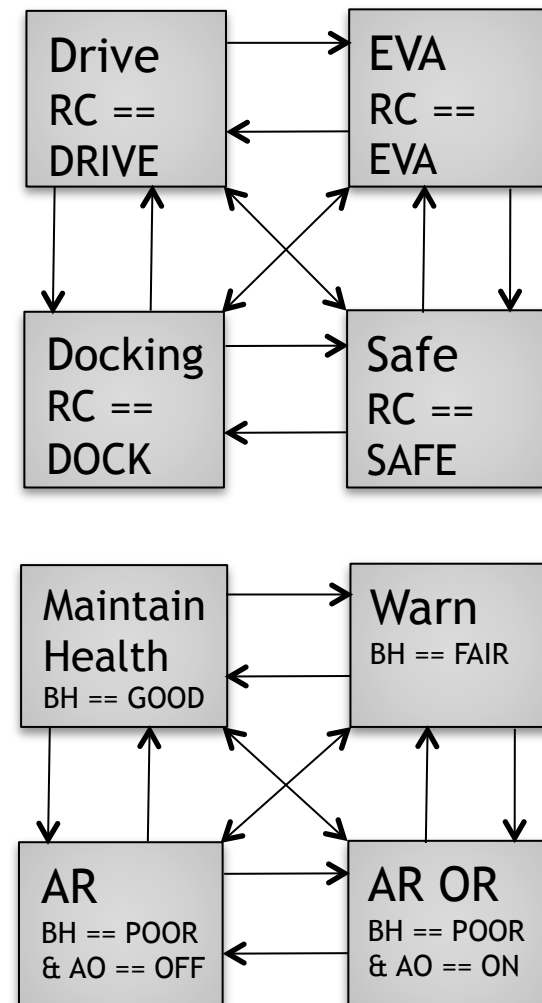 Drive
RC ==
DRIVE
EVA
RC ==
EVA
Docking
RC ==
DOCK
Safe
RC ==
SAFE
Maintain
Health
BH == GOOD
Warn
BH == FAIR
AR
BH == POOR
& AO == OFF
AR OR
BH == POOR
& AO == ON